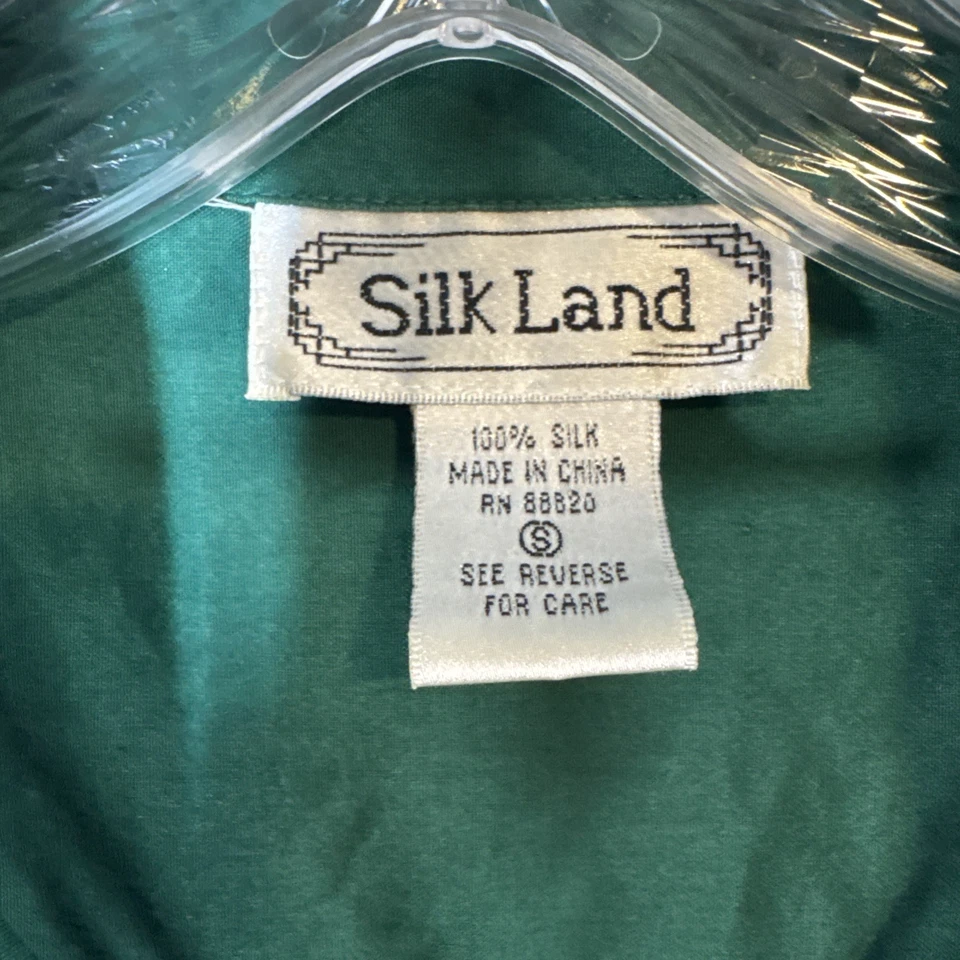 Silk Land
100% SILK
MADE IN CHINA
RN 88820
S
SEE REVERSE
FOR CARE